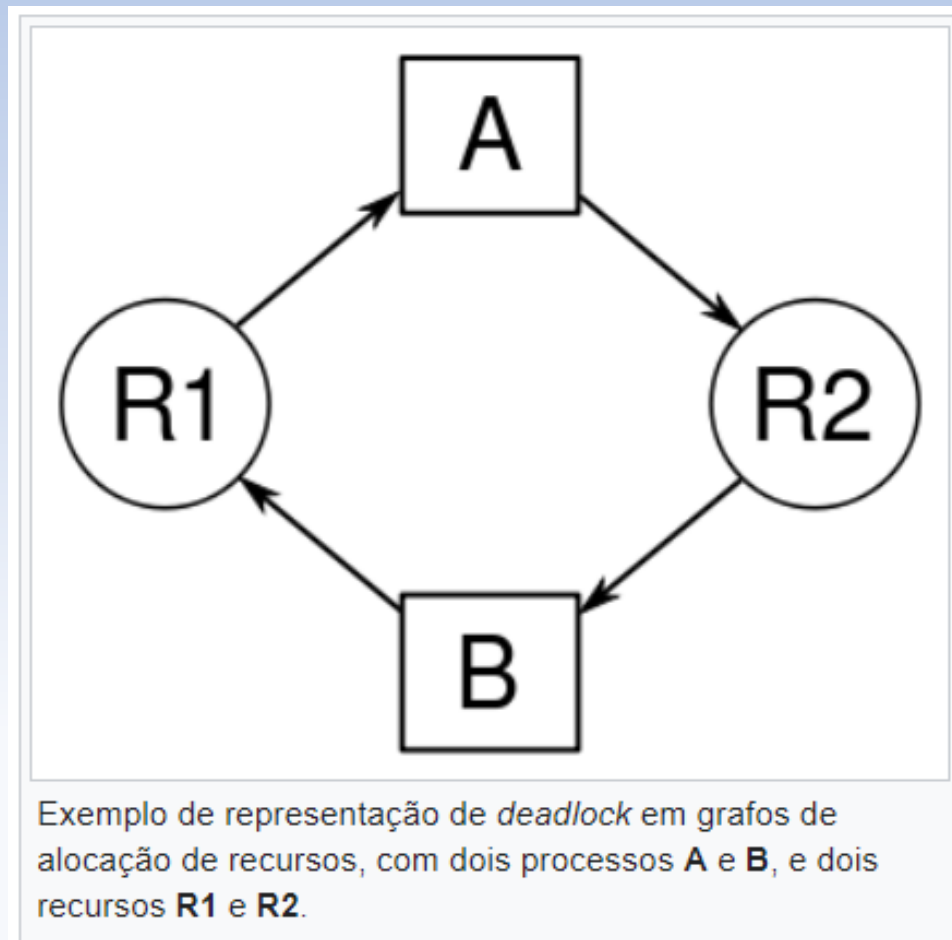 A
R1
R2
B
Exemplo de representação de deadlock em grafos de
alocação de recursos, com dois processos A e B, e dois
recursos R1 e R2.